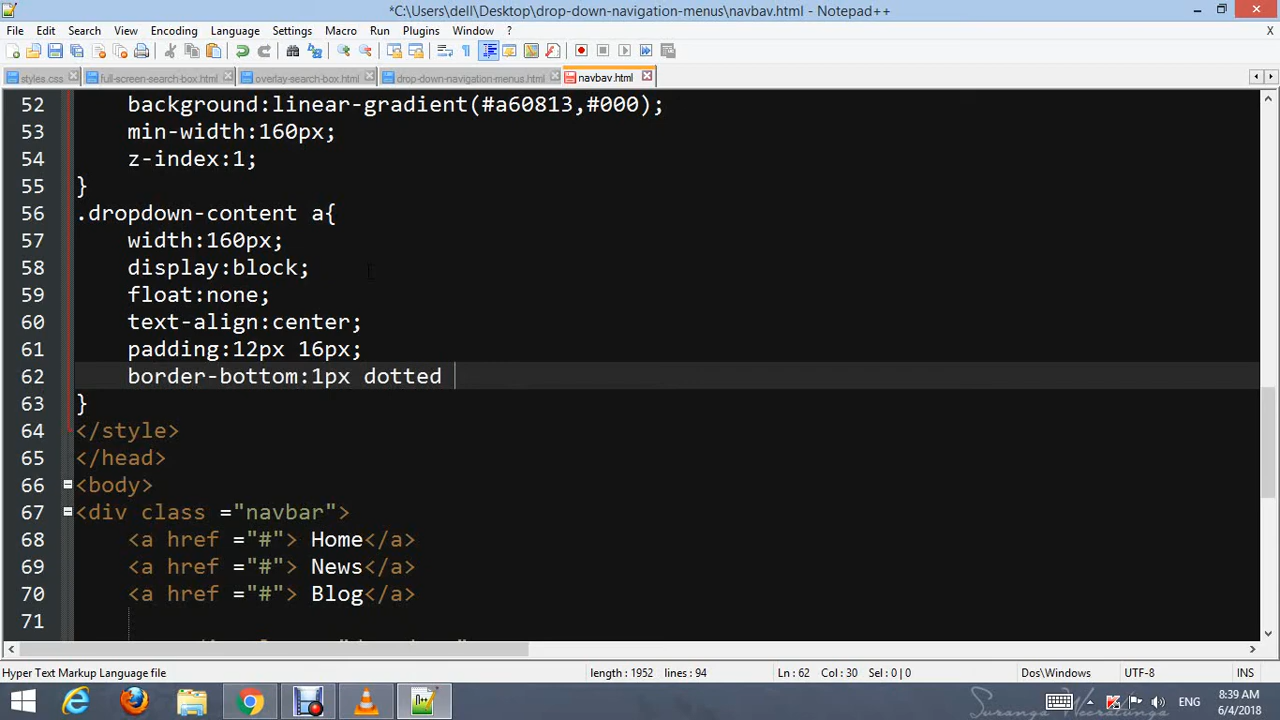 *C:\Users\dell\Desktop\drop-down-navigation-menus\navbav.html - Notepad++
File Edit Search View Encoding Language Settings Macro Run Plugins Window ? X
styles.css full-screen-search-box.html overlay-search-box.html drop-down-navigation-menus.html navbav.html
52 background:linear-gradient(#a60813,#000);
53 min-width:160px;
54 z-index:1;
55 }
56 .dropdown-content a{
57 width:160px;
58 display:block;
59 float:none;
60 text-align:center;
61 padding:12px 16px;
62 border-bottom:1px dotted
63 }
64 </style>
65 </head>
66 <body>
67 <div class ="navbar">
68 <a href ="#"> Home</a>
69 <a href ="#"> News</a>
70 <a href ="#"> Blog</a>
71
Hyper Text Markup Language file length : 1952 lines : 94 Ln : 62 Col : 30 Sel : 0 | 0 Dos\Windows UTF-8 INS
ENG 8:39 AM
6/4/2018
Suranga Weeratunga